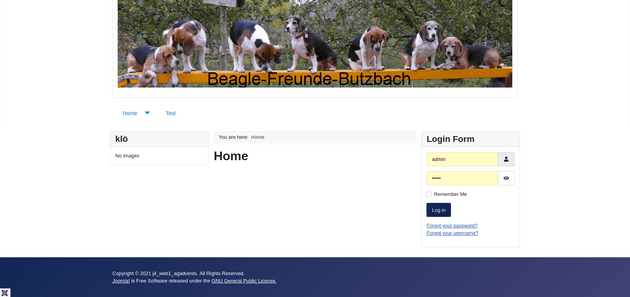 Beagle-Freunde-Butzbach
Home Test
klö
No Images
You are here: Home
Home
Login Form
admin
•••••
Remember Me
Log in
Forgot your password?
Forgot your username?
Copyright © 2021 j4_web1_agadvents. All Rights Reserved.
Joomla! is Free Software released under the GNU General Public License.